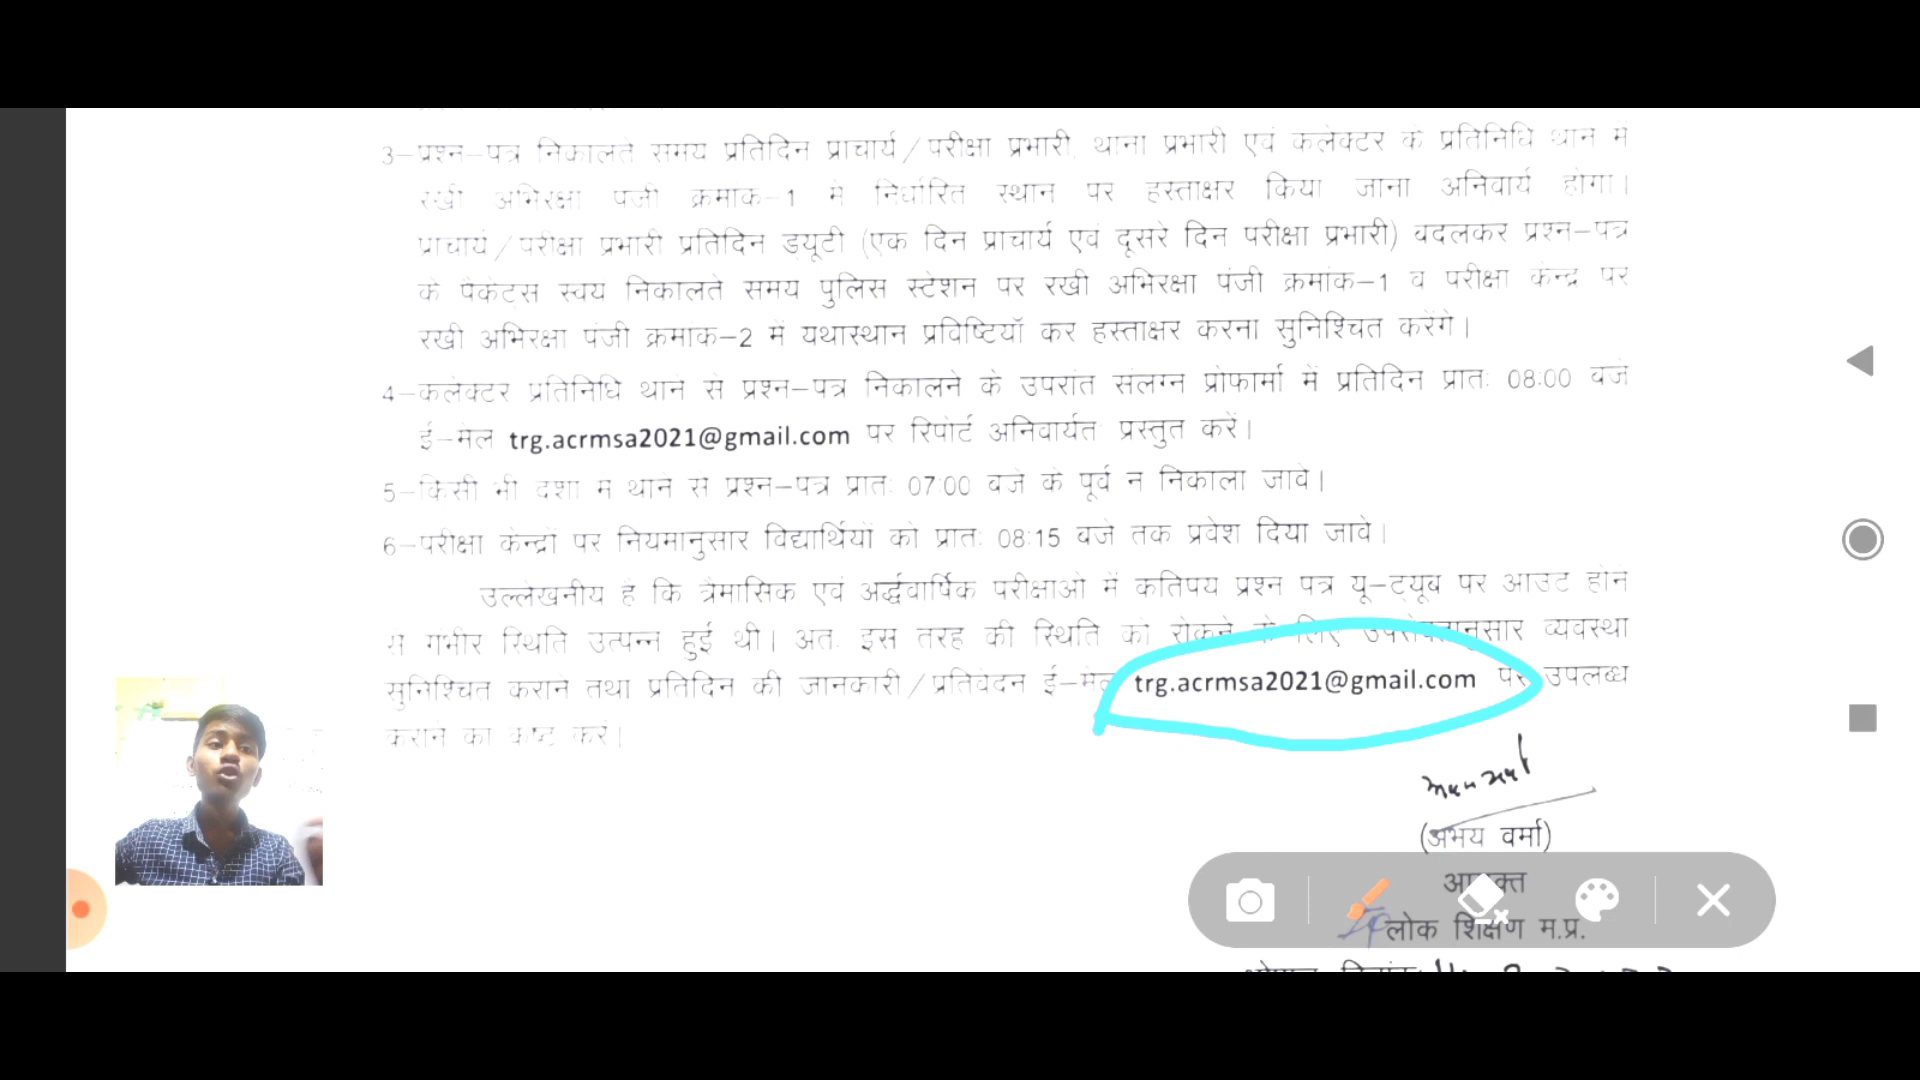 3–प्रश्न–पत्र निकालते समय प्रतिदिन प्राचार्य/परीक्षा प्रभारी, थाना प्रभारी एवं कलेक्टर के प्रतिनिधि थाने में
रखी अभिरक्षा पंजी क्रमांक–1 में निर्धारित स्थान पर हस्ताक्षर किया जाना अनिवार्य होगा।
प्राचार्य/परीक्षा प्रभारी प्रतिदिन ड्यूटी (एक दिन प्राचार्य एवं दूसरे दिन परीक्षा प्रभारी) बदलकर प्रश्न–पत्र
के पैकेट्स स्वयं निकालते समय पुलिस स्टेशन पर रखी अभिरक्षा पंजी क्रमांक–1 व परीक्षा केन्द्र पर
रखी अभिरक्षा पंजी क्रमांक–2 में यथास्थान प्रविष्टियॉ कर हस्ताक्षर करना सुनिश्चित करेंगे।
4–कलेक्टर प्रतिनिधि थाने से प्रश्न–पत्र निकालने के उपरांत संलग्न प्रोफार्मा में प्रतिदिन प्रातः 08:00 बजे
ई–मेल trg.acrmsa2021@gmail.com पर रिपोर्ट अनिवार्यतः प्रस्तुत करें।
5–किसी भी दशा में थाने से प्रश्न–पत्र प्रातः 07:00 बजे के पूर्व न निकाला जावे।
6–परीक्षा केन्द्रों पर नियमानुसार विद्यार्थियों को प्रातः 08:15 बजे तक प्रवेश दिया जावे।
उल्लेखनीय है कि त्रैमासिक एवं अर्द्धवार्षिक परीक्षाओं में कतिपय प्रश्न पत्र यू–ट्यूब पर आउट होने
से गंभीर स्थिति उत्पन्न हुई थी। अतः इस तरह की स्थिति को रोकने के लिए उपरोक्तानुसार व्यवस्था
सुनिश्चित कराने तथा प्रतिदिन की जानकारी/प्रतिवेदन ई–मेल trg.acrmsa2021@gmail.com पर उपलब्ध
कराने का कष्ट करें।
(अभय वर्मा)
आयुक्त
लोक शिक्षण म.प्र.